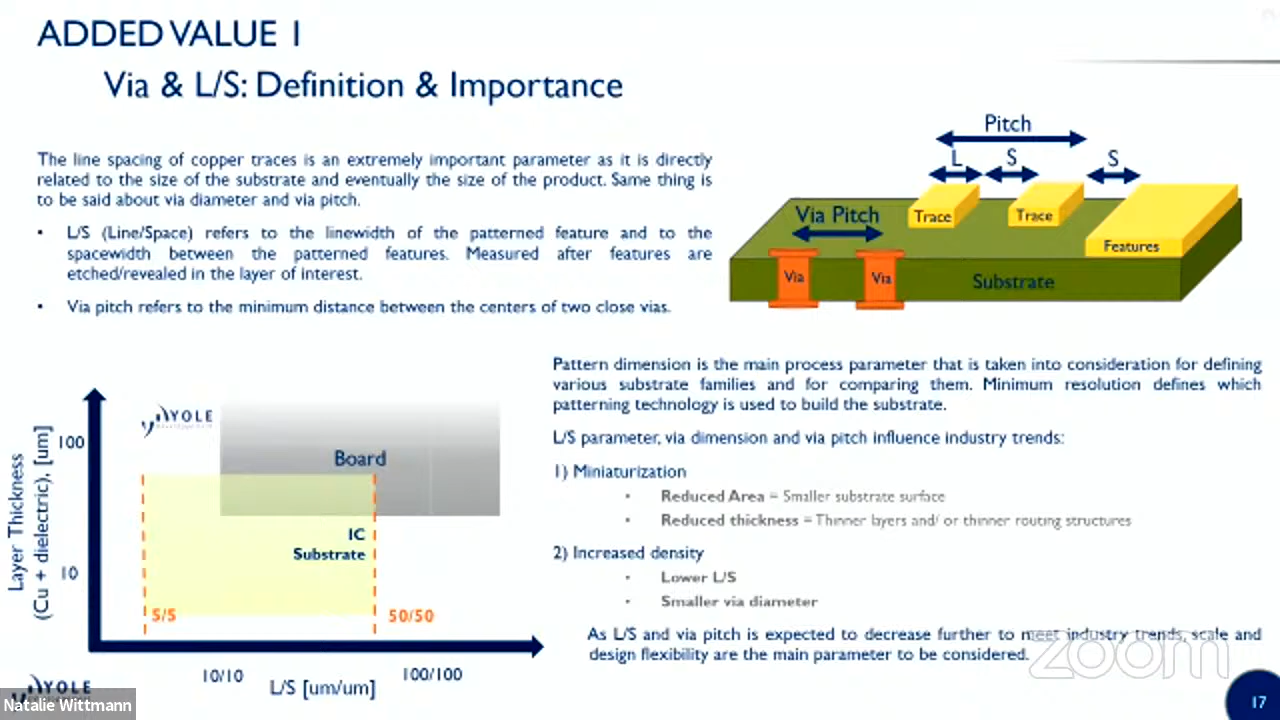 ADDED VALUE 1
Via & L/S: Definition & Importance
The line spacing of copper traces is an extremely important parameter as it is directly
related to the size of the substrate and eventually the size of the product. Same thing is
to be said about via diameter and via pitch.
• L/S (Line/Space) refers to the linewidth of the patterned feature and to the
spacewidth between the patterned features. Measured after features are
etched/revealed in the layer of interest.
• Via pitch refers to the minimum distance between the centers of two close vias.
Pitch
L S S
Via Pitch
Trace Trace
Features
Via Via
Substrate
Layer Thickness
(Cu + dielectric), [um]
100
10
YOLE
Board
IC
Substrate
5/5
50/50
10/10
100/100
L/S [um/um]
Pattern dimension is the main process parameter that is taken into consideration for defining
various substrate families and for comparing them. Minimum resolution defines which
patterning technology is used to build the substrate.
L/S parameter, via dimension and via pitch influence industry trends:
1) Miniaturization
• Reduced Area = Smaller substrate surface
• Reduced thickness = Thinner layers and/ or thinner routing structures
2) Increased density
• Lower L/S
• Smaller via diameter
As L/S and via pitch is expected to decrease further to meet industry trends, scale and
design flexibility are the main parameter to be considered.
zoom
YOLE
Natalie Wittmann
17